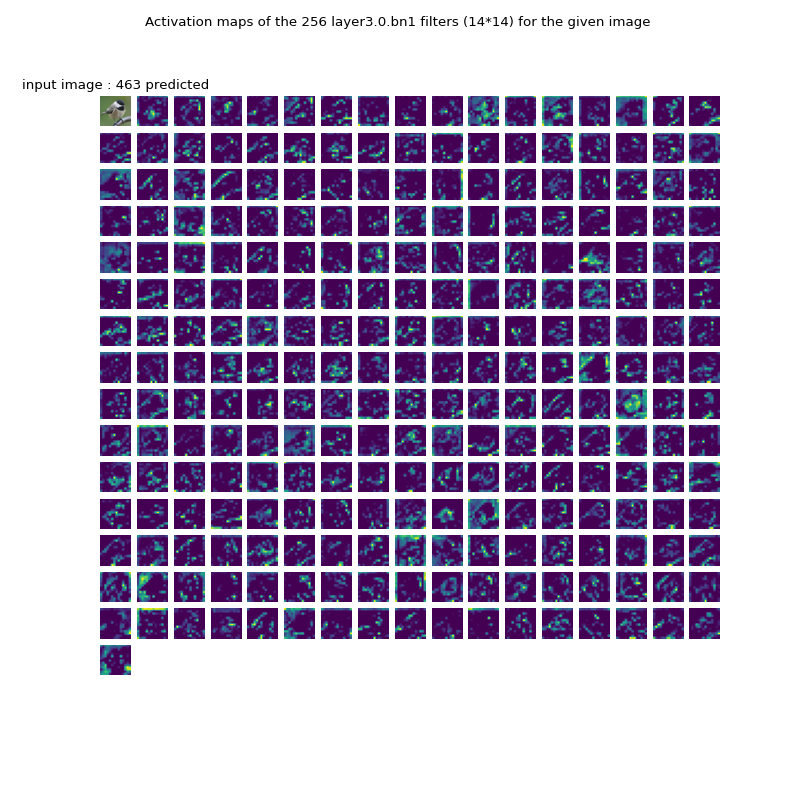 Activation maps of the 256 layer3.0.bn1 filters (14*14) for the given image
input image : 463 predicted